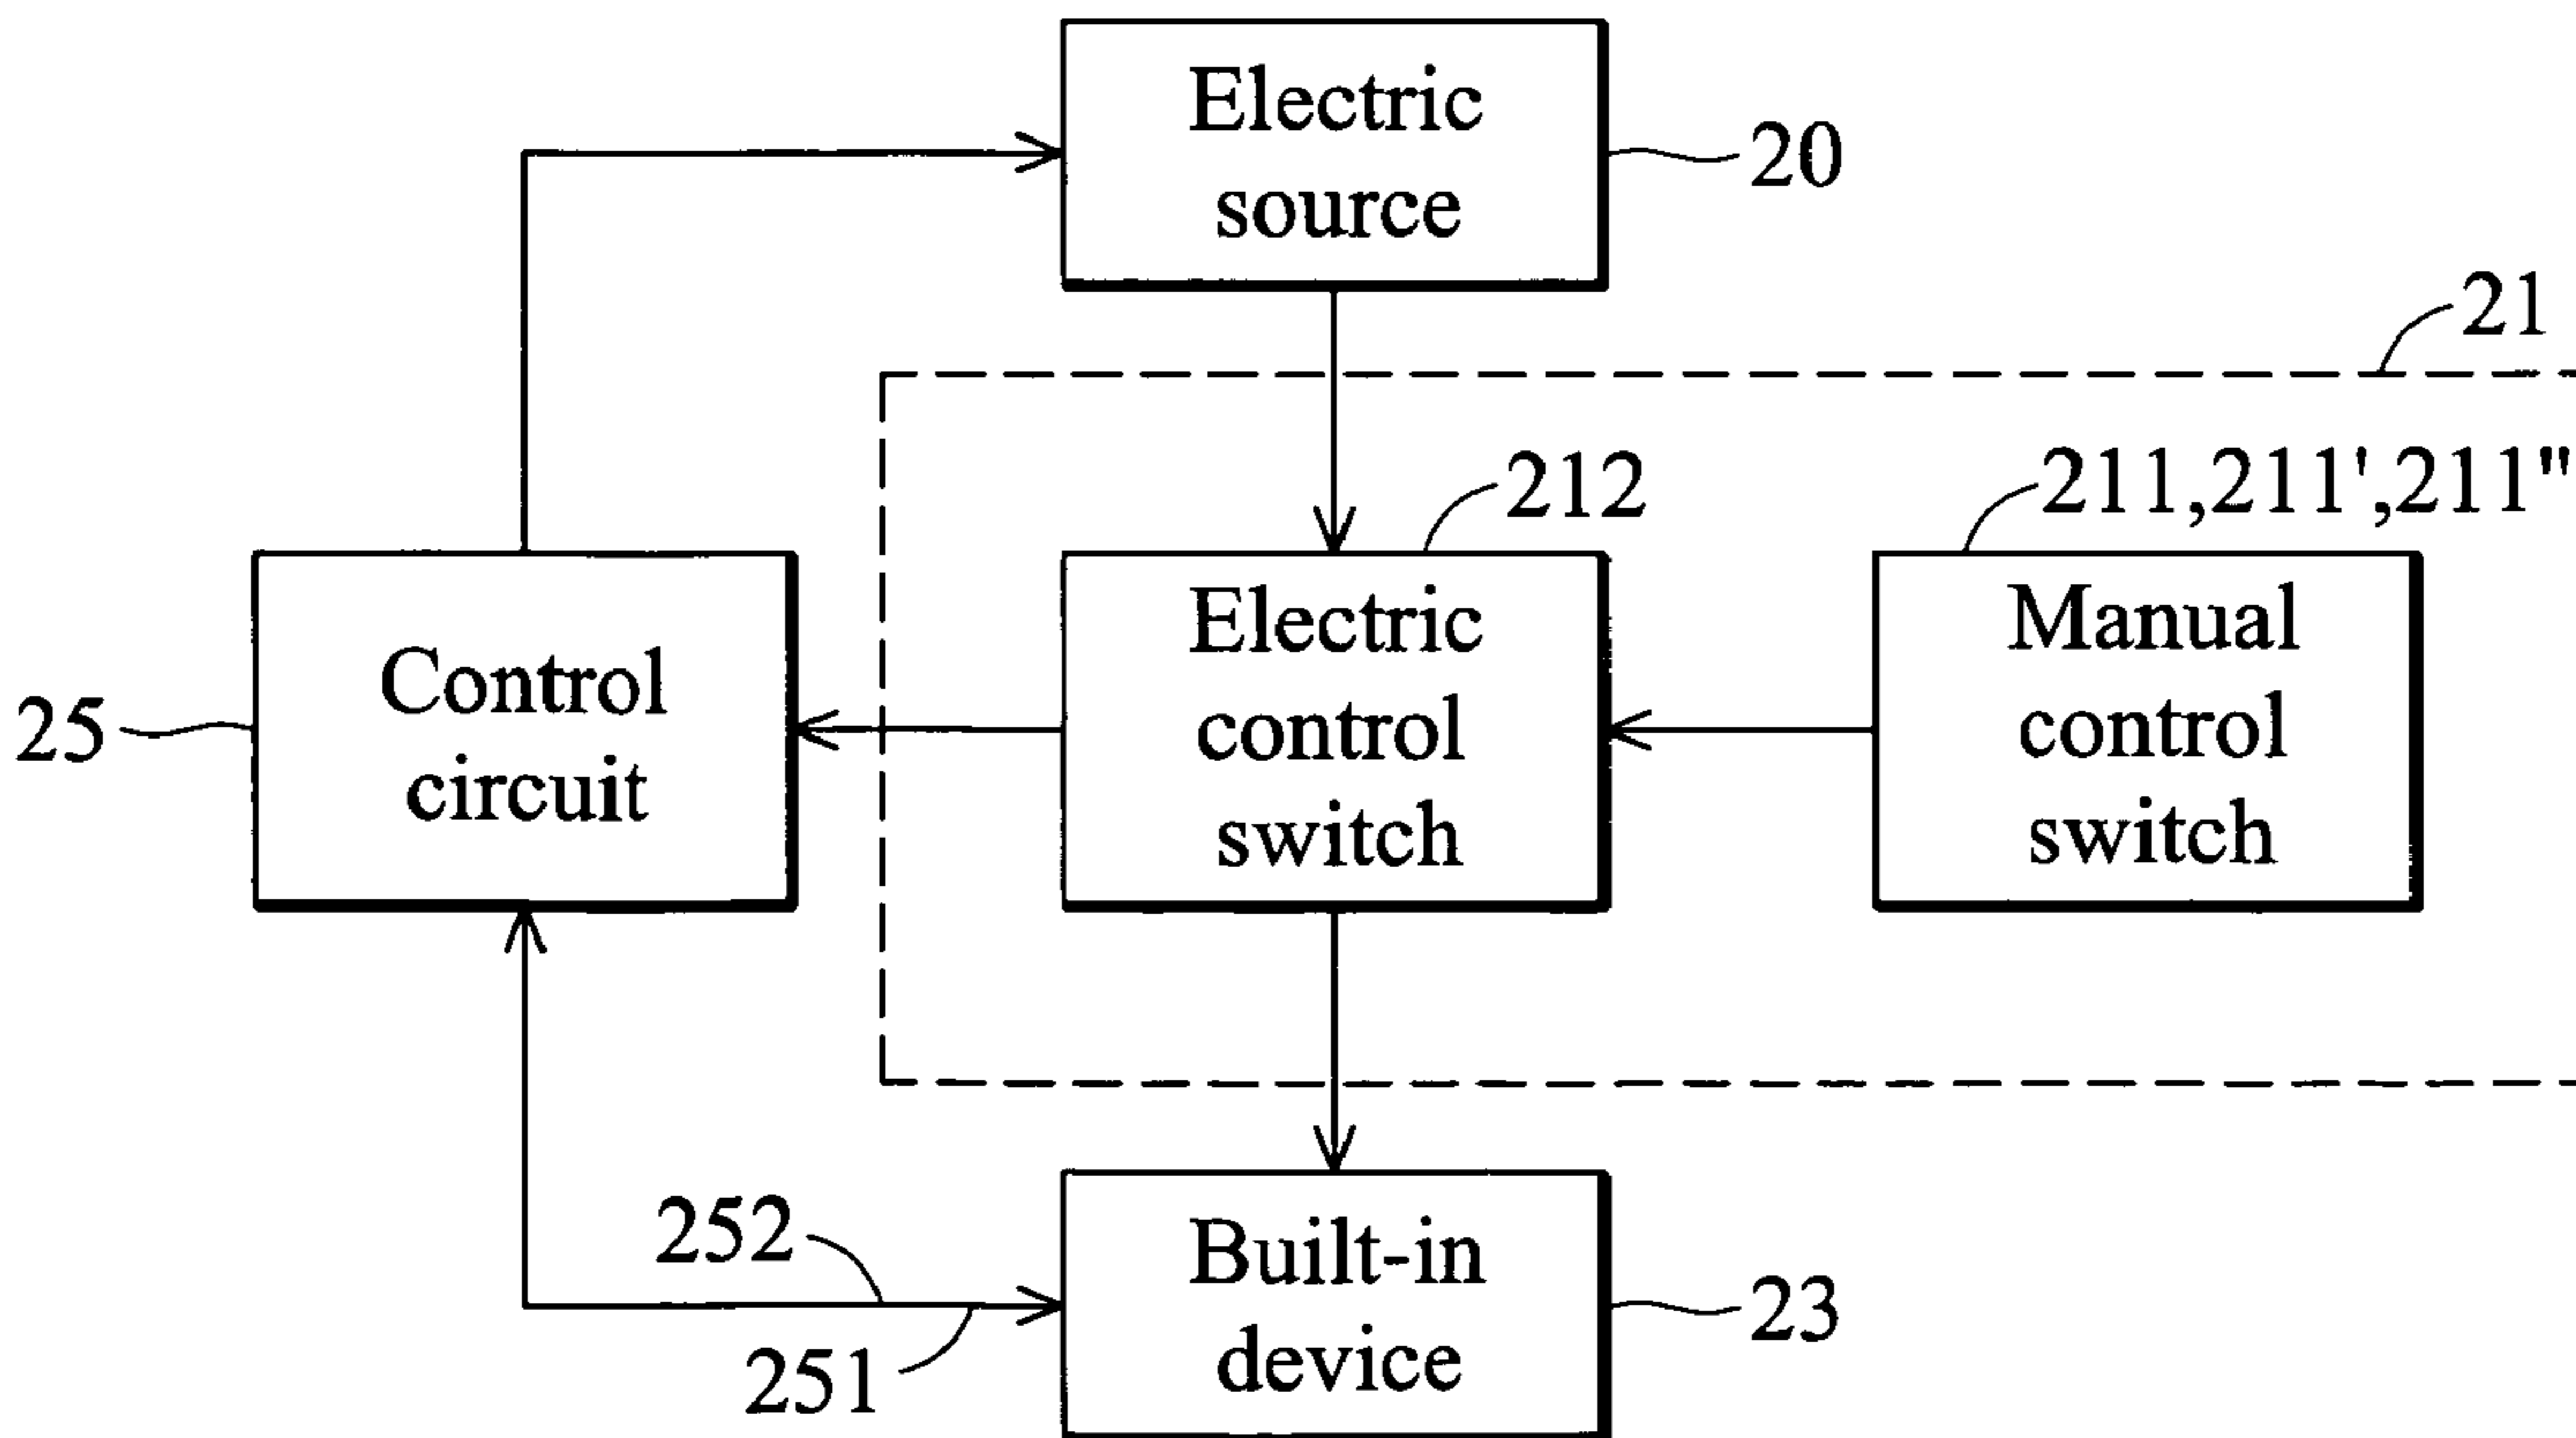 Electric
source
20
21
212
211,211',211"
Control
circuit
25
Electric
control
switch
Manual
control
switch
252
251
Built-in
device
23